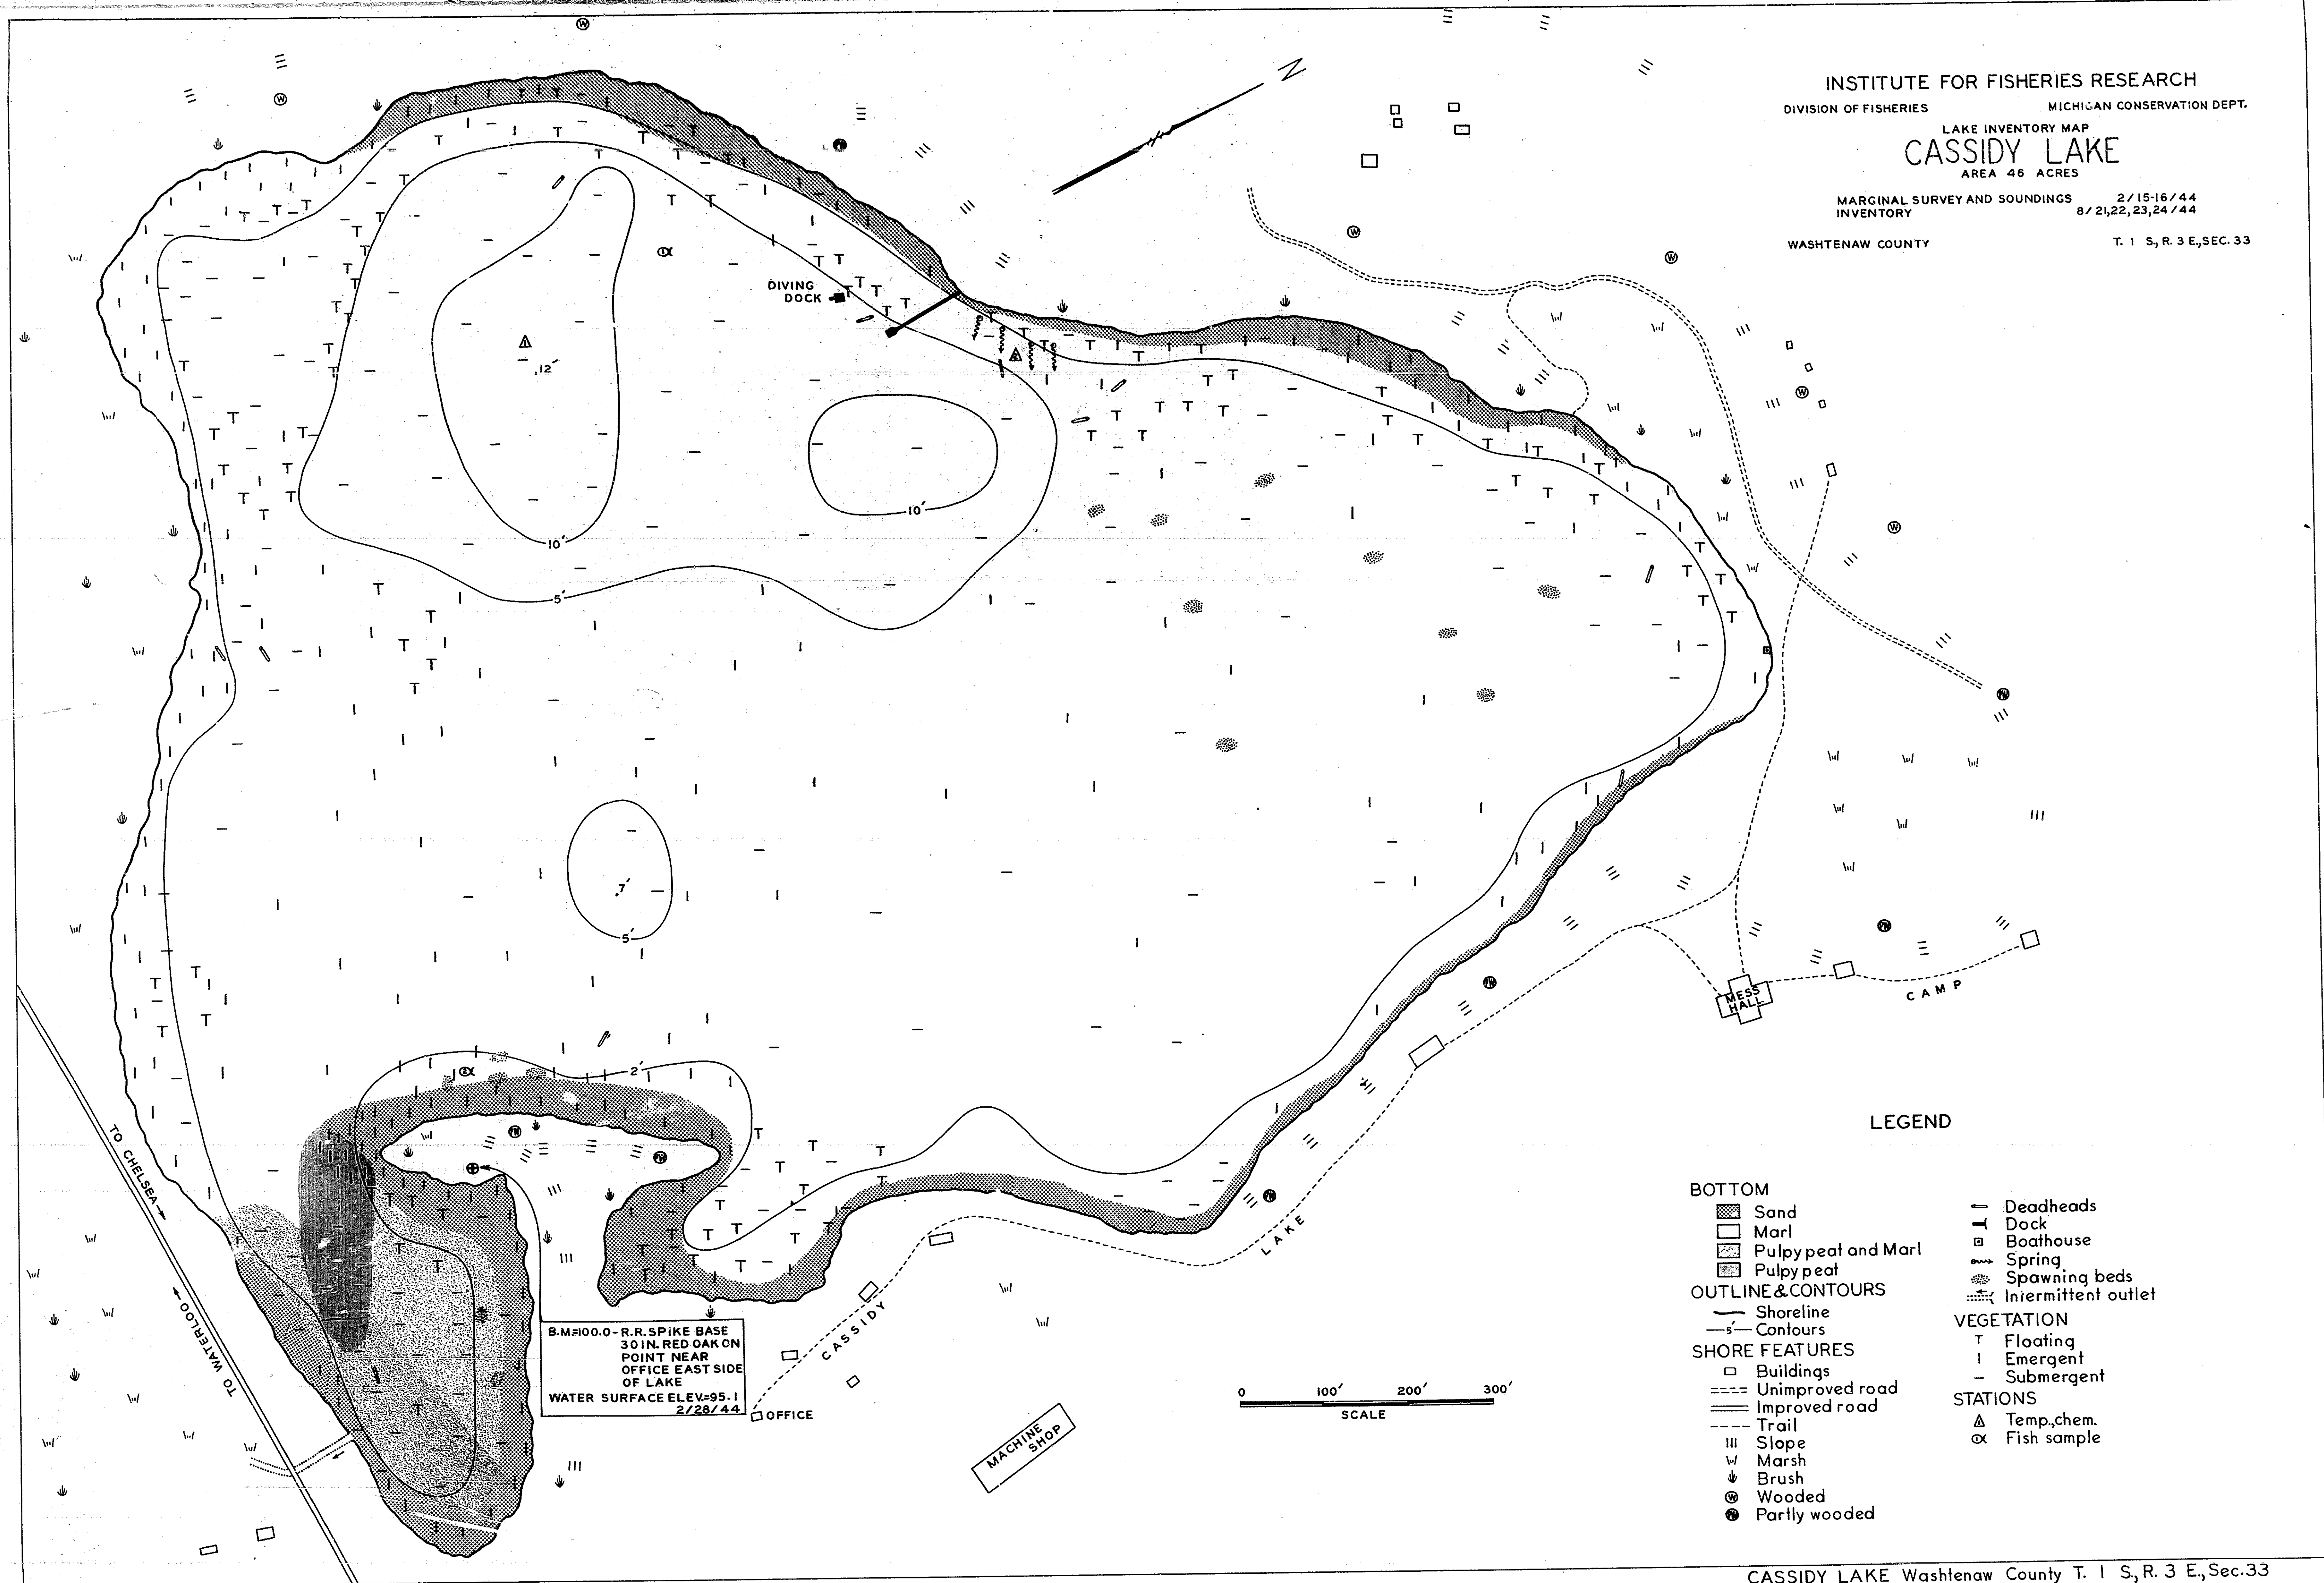 N
INSTITUTE FOR FISHERIES RESEARCH
DIVISION OF FISHERIES MICHIGAN CONSERVATION DEPT.
LAKE INVENTORY MAP
CASSIDY LAKE
AREA 46 ACRES
MARGINAL SURVEY AND SOUNDINGS 2/15-16/44
INVENTORY 8/21,22,23,24/44
WASHTENAW COUNTY T. 1 S., R. 3 E., SEC. 33
DIVING
DOCK
12'
10'
10'
5'
7'
5'
2'
MESS
HALL
CAMP
LAKE
CASSIDY
TO CHELSEA
TO WATERLOO
B.M.=100.0-R.R. SPIKE BASE
30 IN. RED OAK ON
POINT NEAR
OFFICE EAST SIDE
OF LAKE
WATER SURFACE ELEV.=95.1
2/28/44
OFFICE
MACHINE
SHOP
0 100' 200' 300'
SCALE
LEGEND
BOTTOM
Sand
Marl
Pulpy peat and Marl
Pulpy peat
OUTLINE & CONTOURS
Shoreline
5' Contours
SHORE FEATURES
Buildings
Unimproved road
Improved road
Trail
Slope
Marsh
Brush
W Wooded
PW Partly wooded
Deadheads
Dock
Boathouse
Spring
Spawning beds
Intermittent outlet
VEGETATION
T Floating
I Emergent
– Submergent
STATIONS
Temp., chem.
Fish sample
CASSIDY LAKE Washtenaw County T. 1 S., R. 3 E., Sec. 33